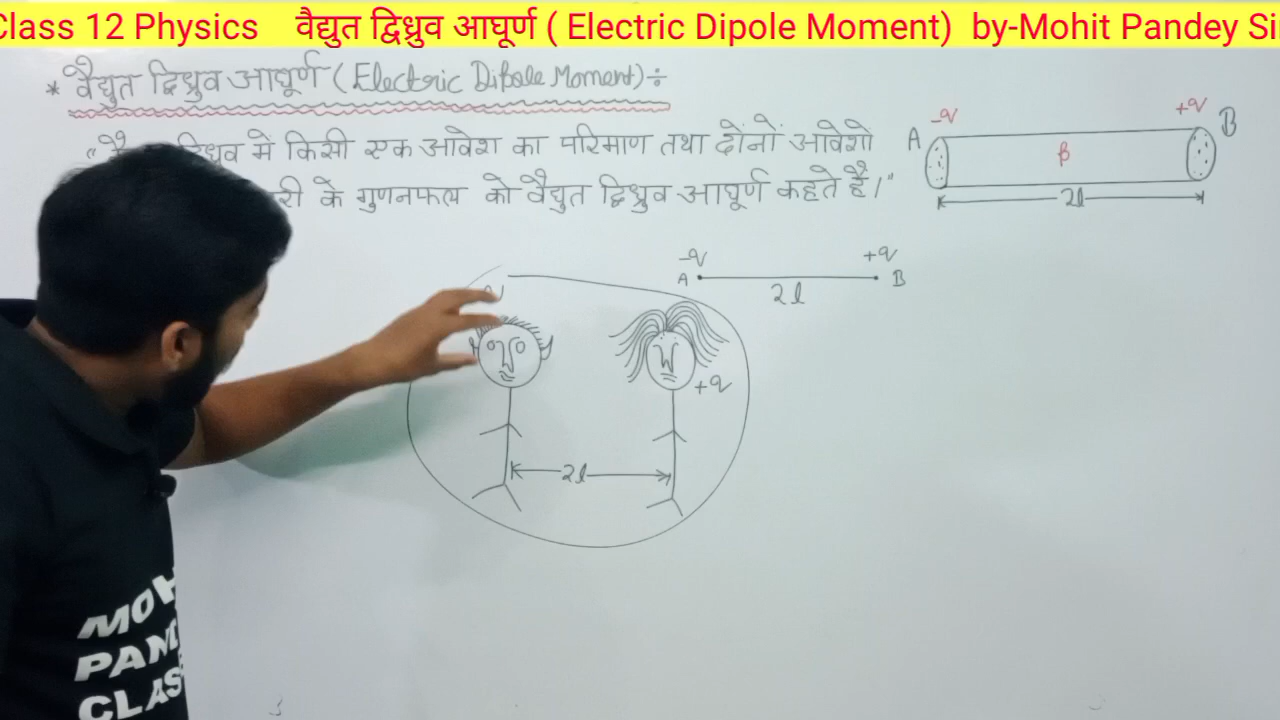 Class 12 Physics वैद्युत द्विध्रुव आघूर्ण ( Electric Dipole Moment) by-Mohit Pandey Si
* वैद्युत द्विध्रुव आघूर्ण (Electric Dipole Moment) ÷
द्विध्रुव में किसी एक आवेश का परिमाण तथा दोंनों आवेशो
के गुणनफल को वैद्युत द्विध्रुव आघूर्ण कहते है।"
-q +q
A B
β
2l
-q +q
A B
2l
+q
2l
MOH
PAN
CLAS